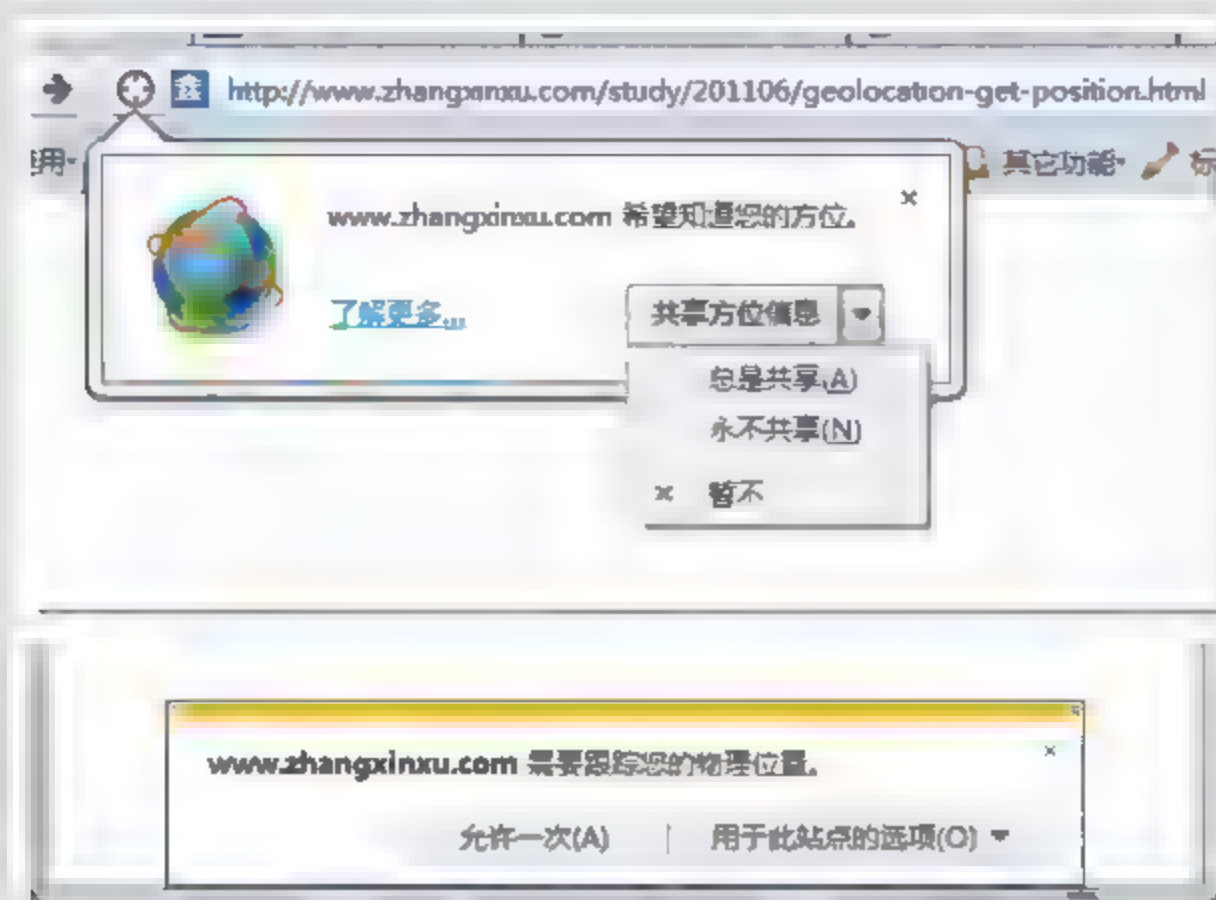 鑫 http://www.zhangxinxu.com/study/201106/geolocation-get-position.html
用 其它功能 标
www.zhangxinxu.com 希望知道您的方位。
了解更多...
共享方位信息
总是共享(A)
永不共享(N)
× 暂不
www.zhangxinxu.com 需要跟踪您的物理位置。
允许一次(A) | 用于此站点的选项(O)